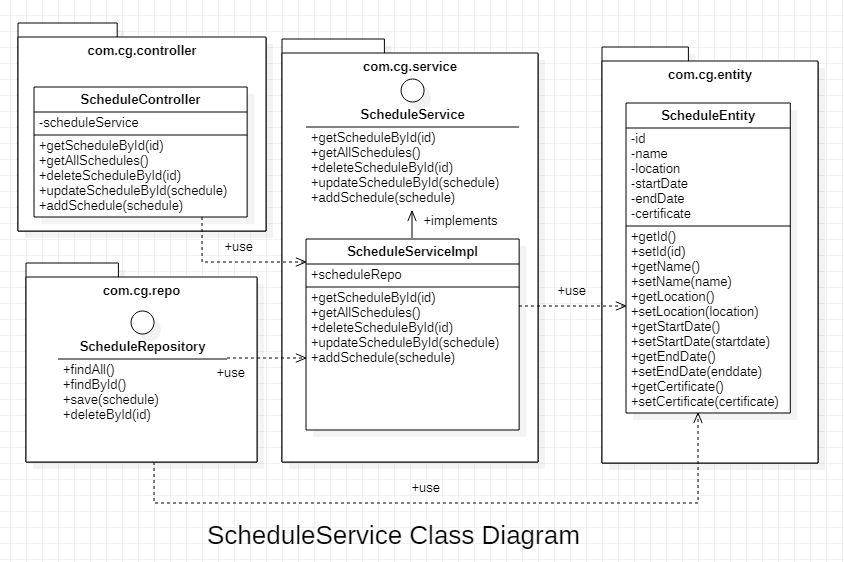 com.cg.controller
ScheduleController
-scheduleService
+getScheduleById(id)
+getAllSchedules()
+deleteScheduleById(id)
+updateScheduleById(schedule)
+addSchedule(schedule)
+use
com.cg.repo
ScheduleRepository
+findAll()
+findById()
+save(schedule)
+deleteById(id)
+use
com.cg.service
ScheduleService
+getScheduleById(id)
+getAllSchedules()
+deleteScheduleById(id)
+updateScheduleById(schedule)
+addSchedule(schedule)
+implements
ScheduleServiceImpl
+scheduleRepo
+getScheduleById(id)
+getAllSchedules()
+deleteScheduleById(id)
+updateScheduleById(schedule)
+addSchedule(schedule)
+use
com.cg.entity
ScheduleEntity
-id
-name
-location
-startDate
-endDate
-certificate
+getId()
+setId(id)
+getName()
+setName(name)
+getLocation()
+setLocation(location)
+getStartDate()
+setStartDate(startdate)
+getEndDate()
+setEndDate(enddate)
+getCertificate()
+setCertificate(certificate)
+use
ScheduleService Class Diagram